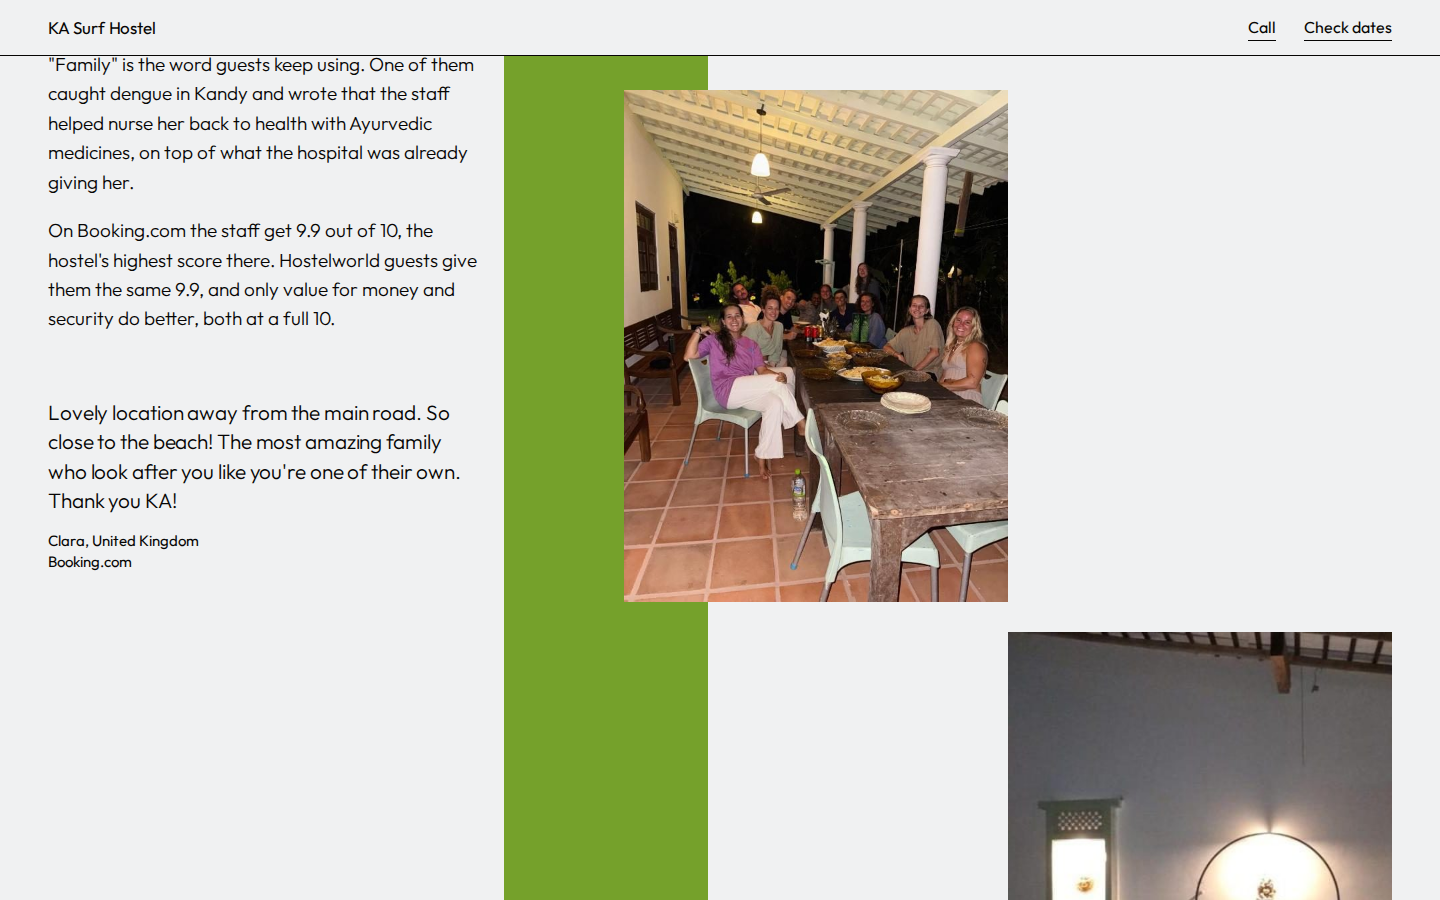 KA Surf Hostel
Call
Check dates
"Family" is the word guests keep using. One of them
caught dengue in Kandy and wrote that the staff
helped nurse her back to health with Ayurvedic
medicines, on top of what the hospital was already
giving her.
On Booking.com the staff get 9.9 out of 10, the
hostel's highest score there. Hostelworld guests give
them the same 9.9, and only value for money and
security do better, both at a full 10.
Lovely location away from the main road. So
close to the beach! The most amazing family
who look after you like you're one of their own.
Thank you KA!
Clara, United Kingdom
Booking.com